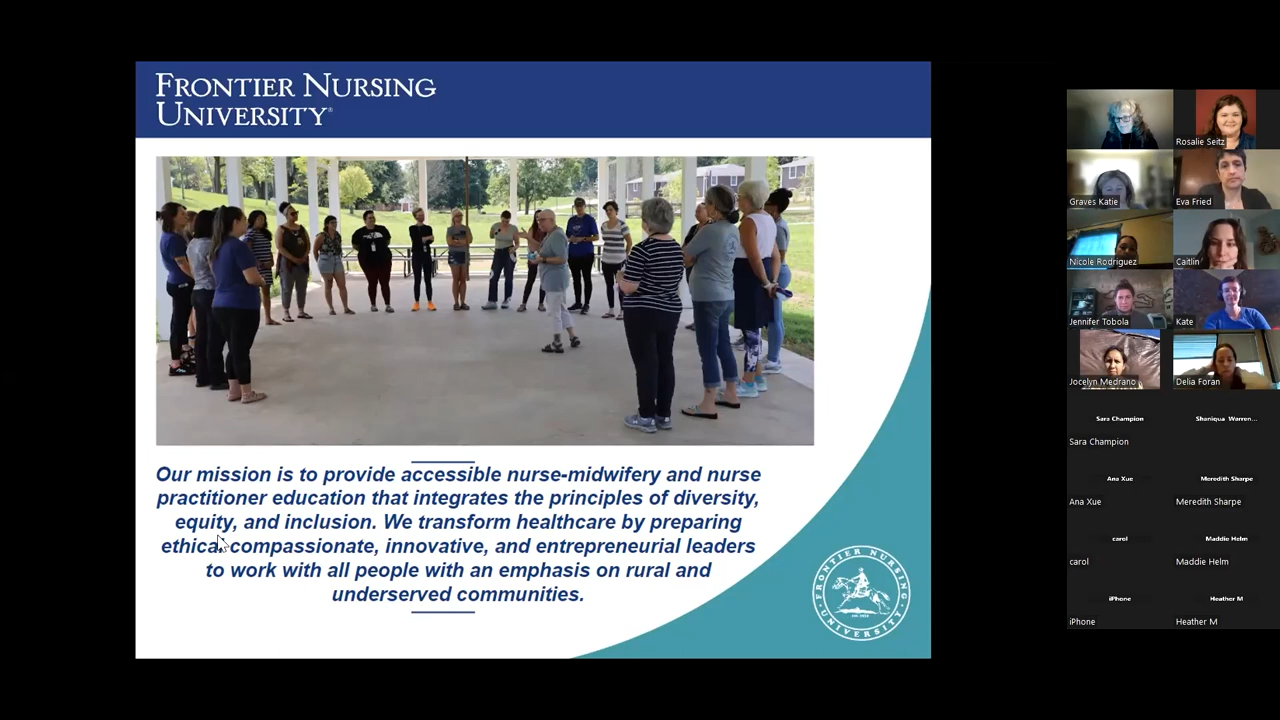 FRONTIER NURSING
UNIVERSITY®
Our mission is to provide accessible nurse-midwifery and nurse
practitioner education that integrates the principles of diversity,
equity, and inclusion. We transform healthcare by preparing
ethical, compassionate, innovative, and entrepreneurial leaders
to work with all people with an emphasis on rural and
underserved communities.
FRONTIER NURSING
UNIVERSITY
Rosalie Seitz
Graves Katie
Eva Fried
Nicole Rodriguez
Caitlin
Jennifer Tobola
Kate
Jocelyn Medrano
Delia Foran
Sara Champion
Shaniqua Warren...
Sara Champion
Ana Xue
Meredith Sharpe
Ana Xue
Meredith Sharpe
carol
Maddie Helm
carol
Maddie Helm
iPhone
Heather M
iPhone
Heather M